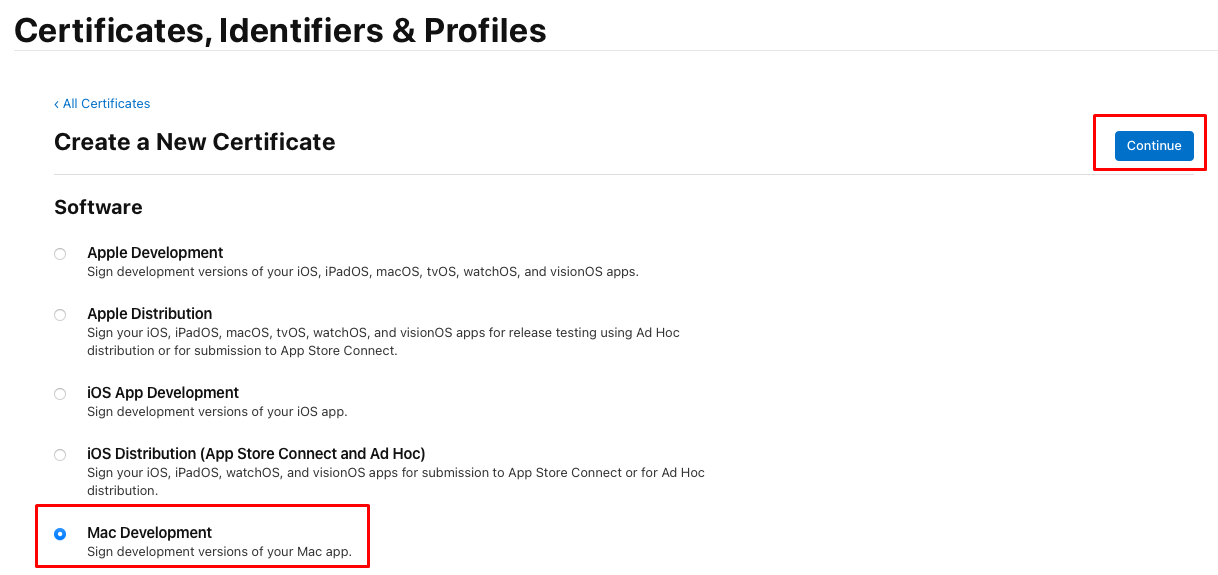 Certificates, Identifiers & Profiles
‹ All Certificates
Create a New Certificate
Continue
Software
Apple Development
Sign development versions of your iOS, iPadOS, macOS, tvOS, watchOS, and visionOS apps.
Apple Distribution
Sign your iOS, iPadOS, macOS, tvOS, watchOS, and visionOS apps for release testing using Ad Hoc
distribution or for submission to App Store Connect.
iOS App Development
Sign development versions of your iOS app.
iOS Distribution (App Store Connect and Ad Hoc)
Sign your iOS, iPadOS, watchOS, and visionOS apps for submission to App Store Connect or for Ad Hoc
distribution.
Mac Development
Sign development versions of your Mac app.